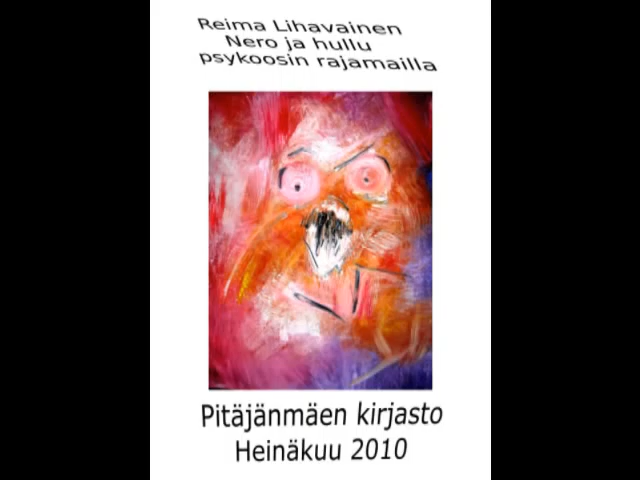 Reima Lihavainen
Nero ja hullu
psykoosin rajamailla
Pitäjänmäen kirjasto
Heinäkuu 2010